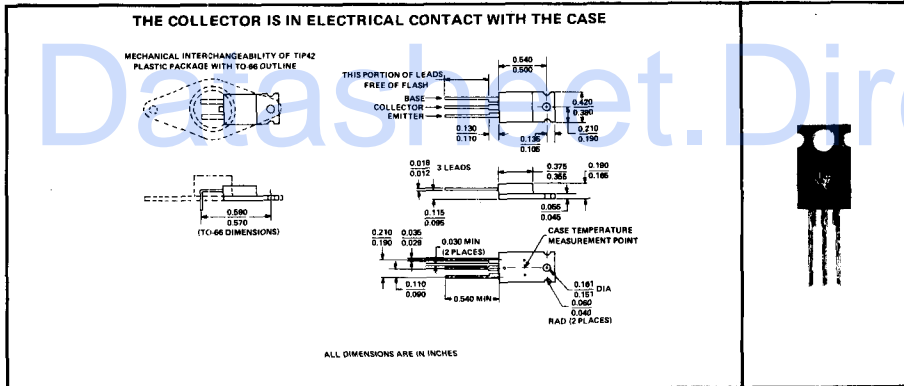 THE COLLECTOR IS IN ELECTRICAL CONTACT WITH THE CASE
MECHANICAL INTERCHANGEABILITY OF TIP42
PLASTIC PACKAGE WITH TO-66 OUTLINE
0.590
0.570
(TO-66 DIMENSIONS)
THIS PORTION OF LEADS,
FREE OF FLASH
BASE
COLLECTOR
EMITTER
0.540
0.500
0.420
0.380
0.130
0.110
0.135
0.105
0.210
0.190
0.018
0.012
3 LEADS
0.375
0.355
0.190
0.165
0.115
0.095
0.055
0.045
0.210
0.190
0.035
0.028
0.030 MIN
(2 PLACES)
CASE TEMPERATURE
MEASUREMENT POINT
0.110
0.090
0.540 MIN
0.161
0.151
DIA
0.060
0.040
RAD (2 PLACES)
ALL DIMENSIONS ARE IN INCHES
Datasheet.Dir